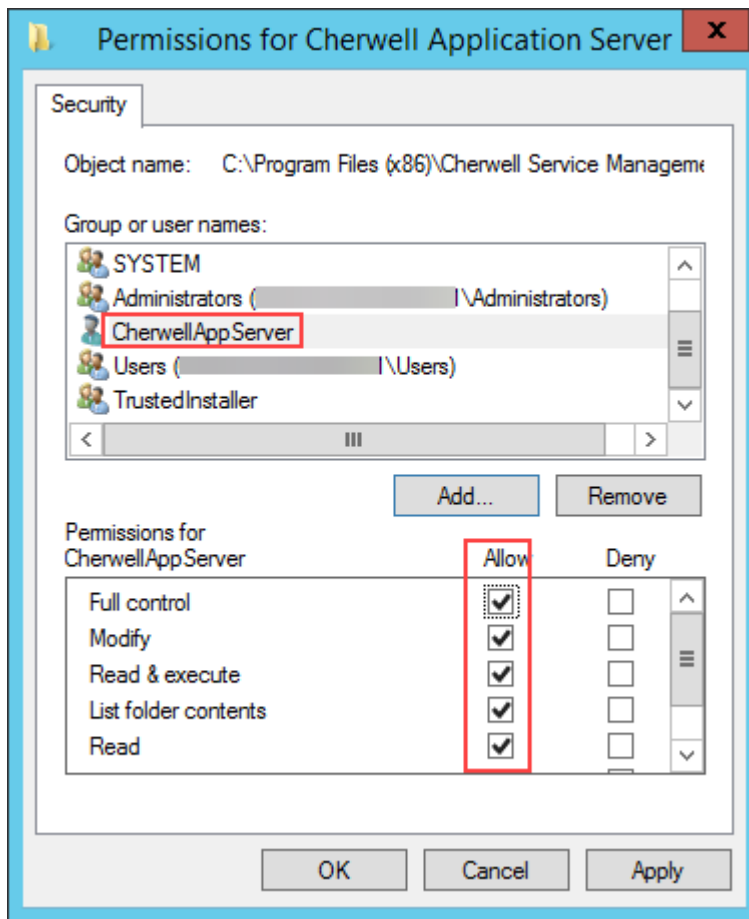 Permissions for Cherwell Application Server
x
Security
Object name: C:\Program Files (x86)\Cherwell Service Manageme
Group or user names:
SYSTEM
Administrators ( \Administrators)
CherwellAppServer
Users ( \Users)
TrustedInstaller
Add... Remove
Permissions for
CherwellAppServer Allow Deny
Full control
Modify
Read & execute
List folder contents
Read
OK Cancel Apply